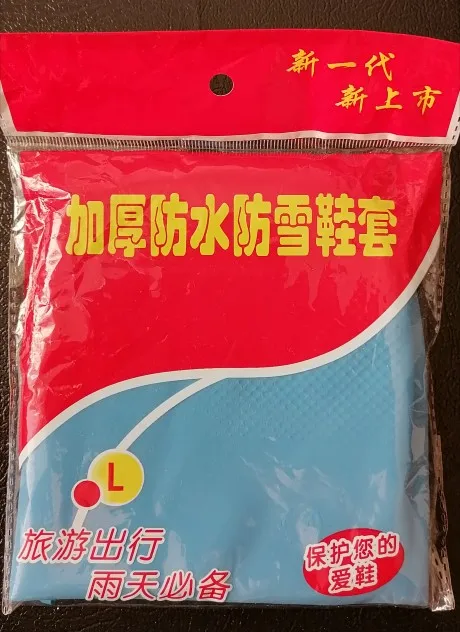 新一代
新上市
加厚防水防雪鞋套
L
旅游出行
雨天必备
保护您的
爱鞋